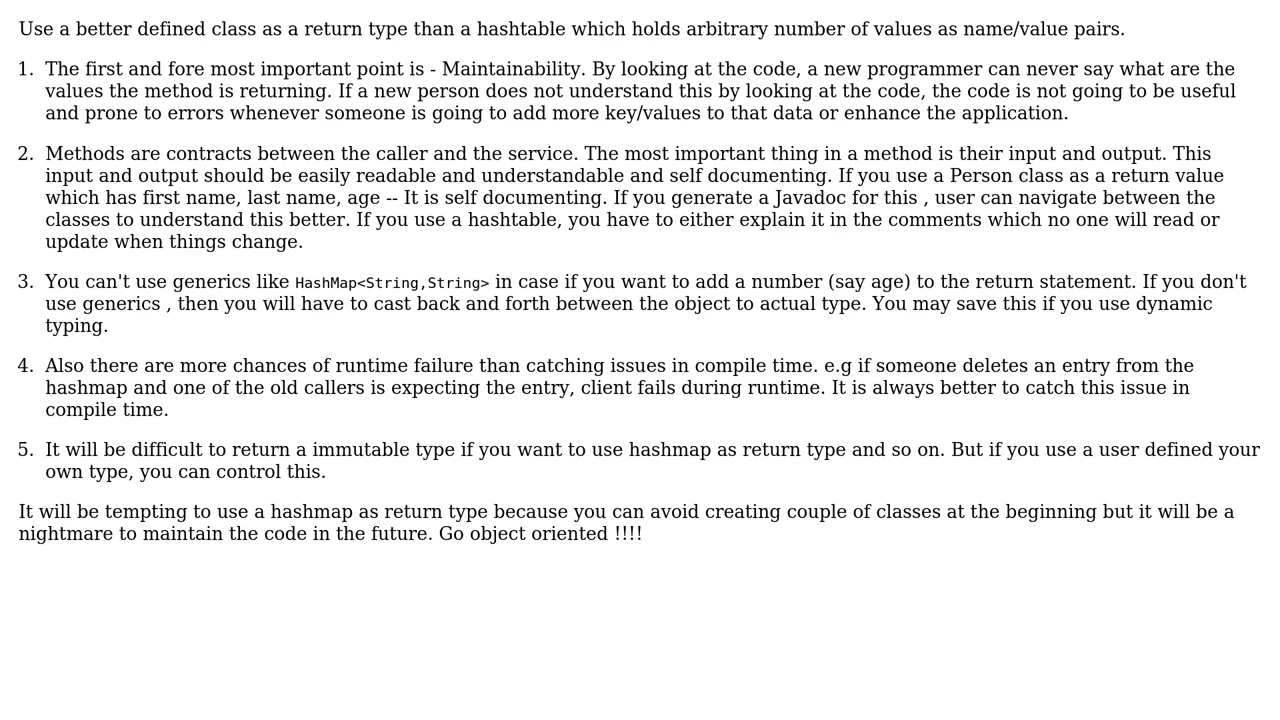 Use a better defined class as a return type than a hashtable which holds arbitrary number of values as name/value pairs.
1. The first and fore most important point is - Maintainability. By looking at the code, a new programmer can never say what are the
values the method is returning. If a new person does not understand this by looking at the code, the code is not going to be useful
and prone to errors whenever someone is going to add more key/values to that data or enhance the application.
2. Methods are contracts between the caller and the service. The most important thing in a method is their input and output. This
input and output should be easily readable and understandable and self documenting. If you use a Person class as a return value
which has first name, last name, age -- It is self documenting. If you generate a Javadoc for this , user can navigate between the
classes to understand this better. If you use a hashtable, you have to either explain it in the comments which no one will read or
update when things change.
3. You can't use generics like HashMap<String,String> in case if you want to add a number (say age) to the return statement. If you don't
use generics , then you will have to cast back and forth between the object to actual type. You may save this if you use dynamic
typing.
4. Also there are more chances of runtime failure than catching issues in compile time. e.g if someone deletes an entry from the
hashmap and one of the old callers is expecting the entry, client fails during runtime. It is always better to catch this issue in
compile time.
5. It will be difficult to return a immutable type if you want to use hashmap as return type and so on. But if you use a user defined your
own type, you can control this.
It will be tempting to use a hashmap as return type because you can avoid creating couple of classes at the beginning but it will be a
nightmare to maintain the code in the future. Go object oriented !!!!